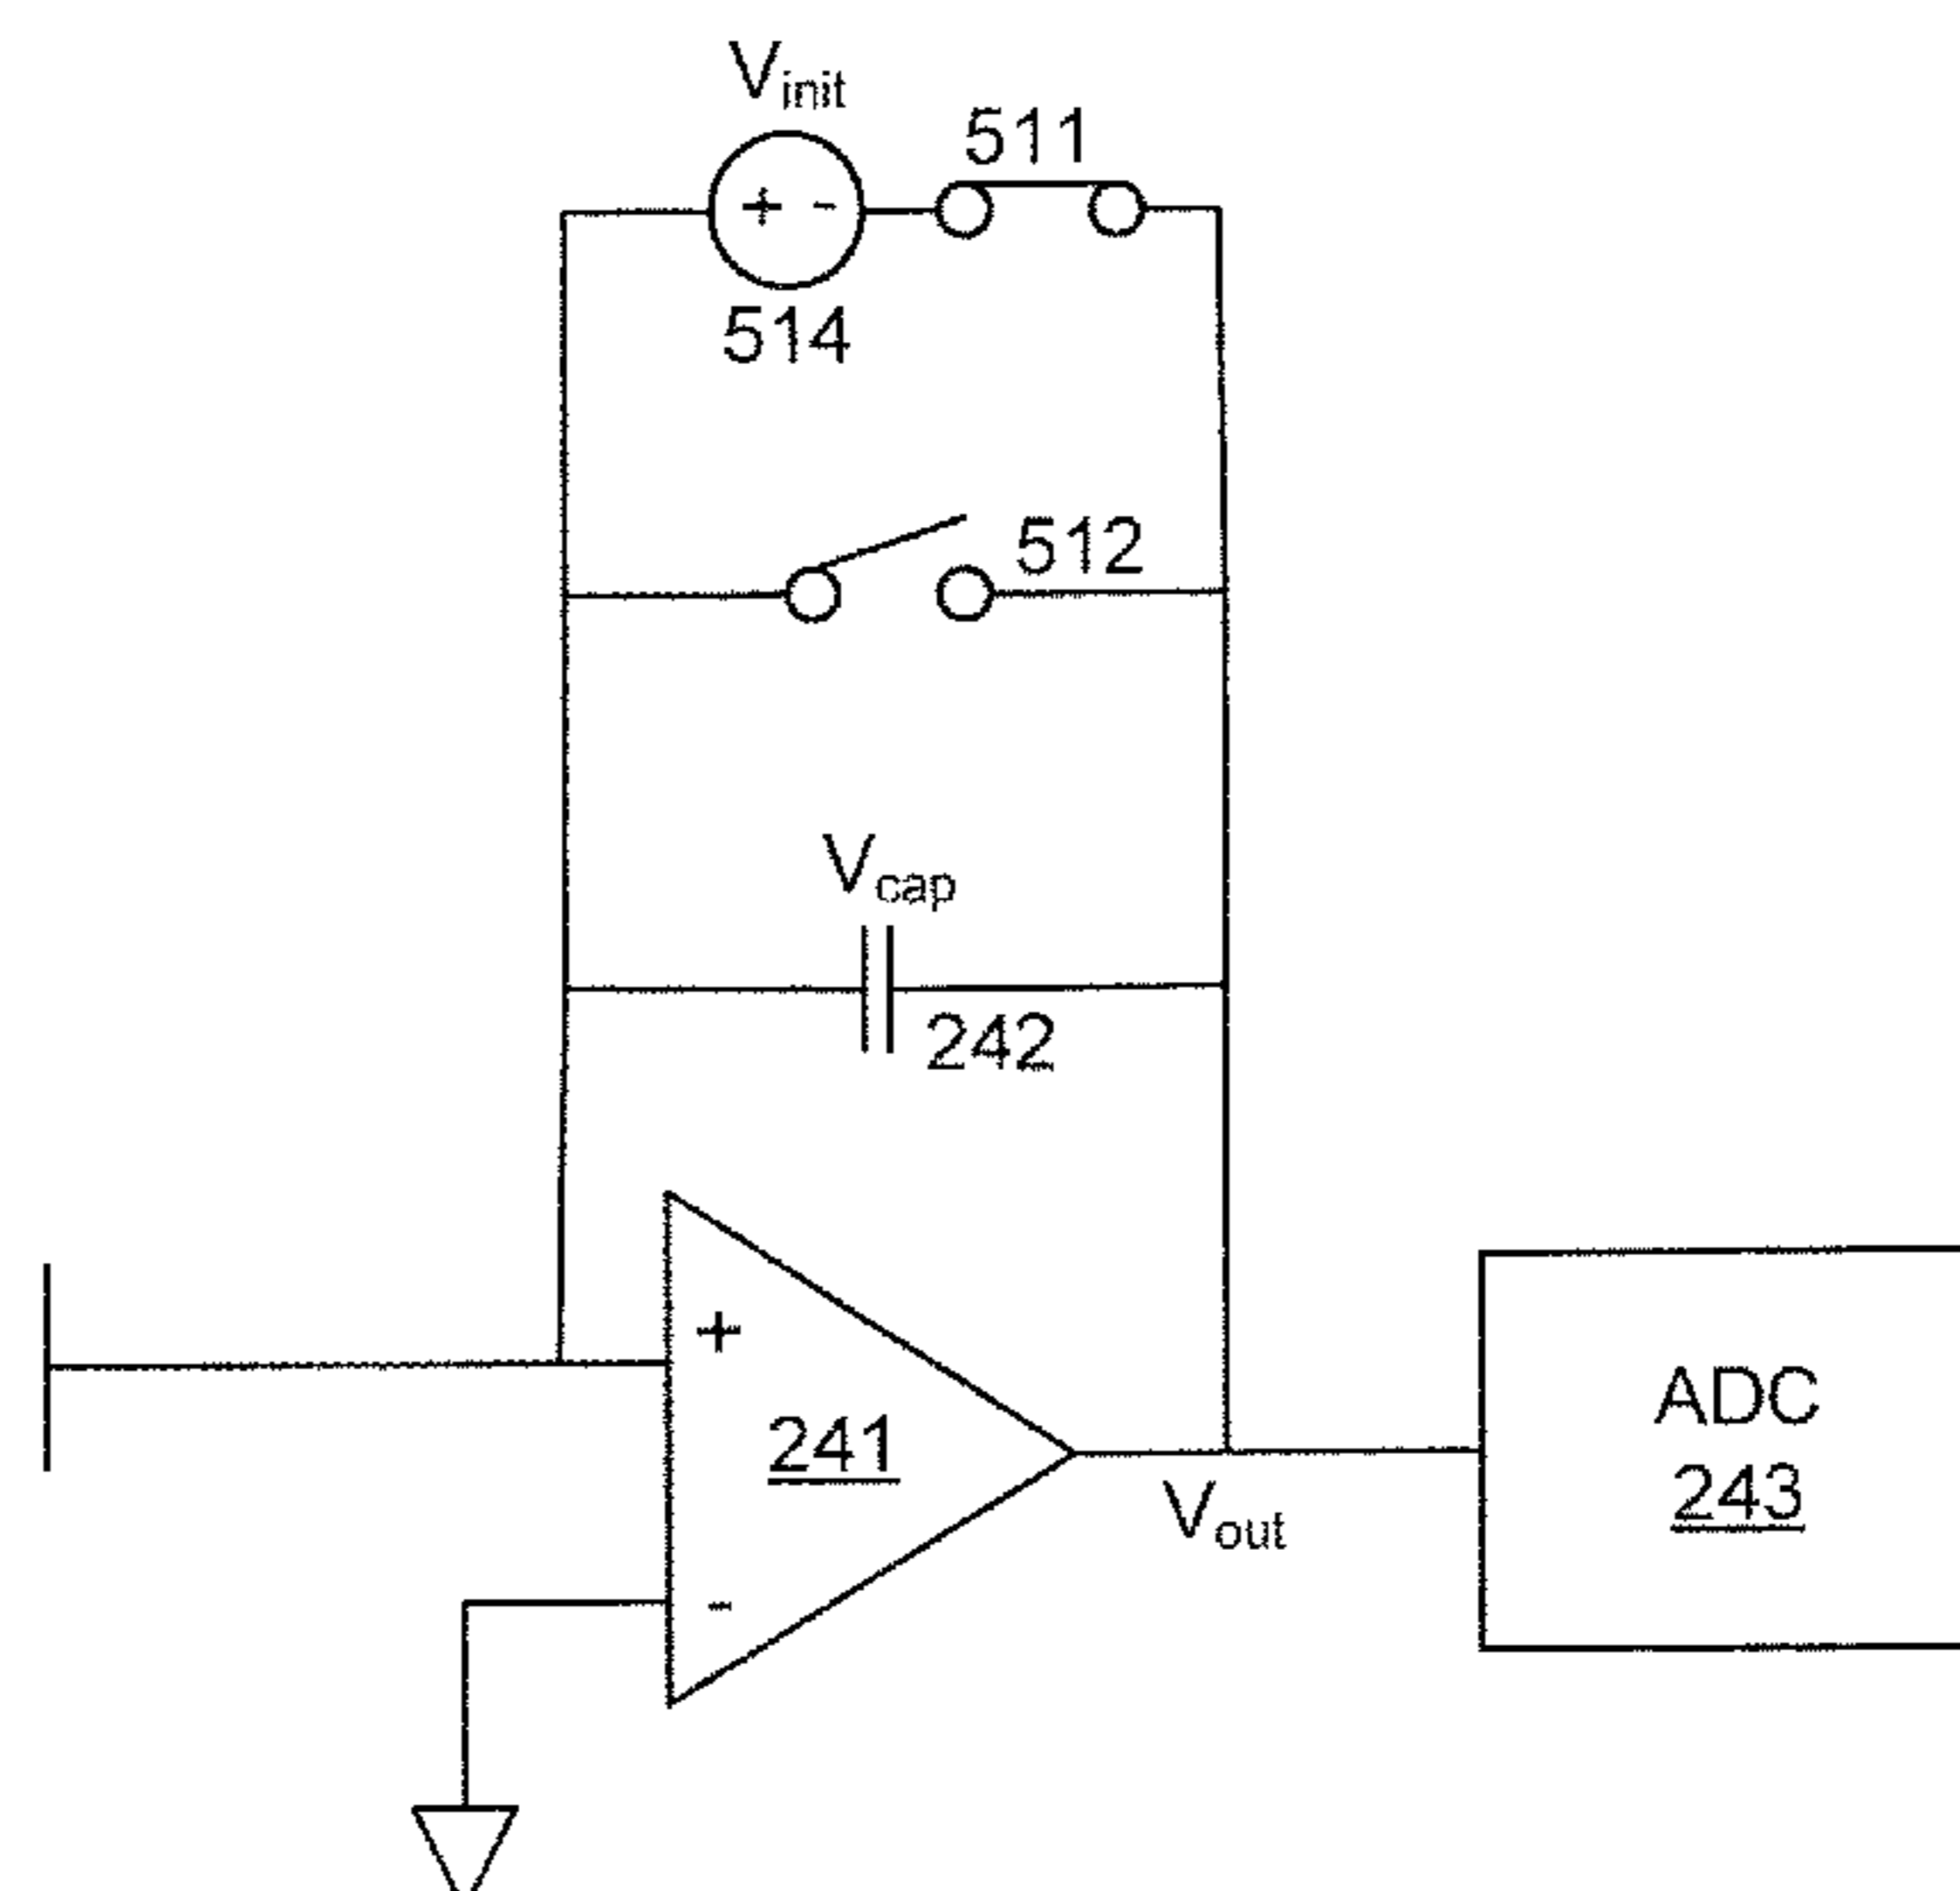 Vinit
511
+ -
514
512
Vcap
242
+
241
-
Vout
ADC
243